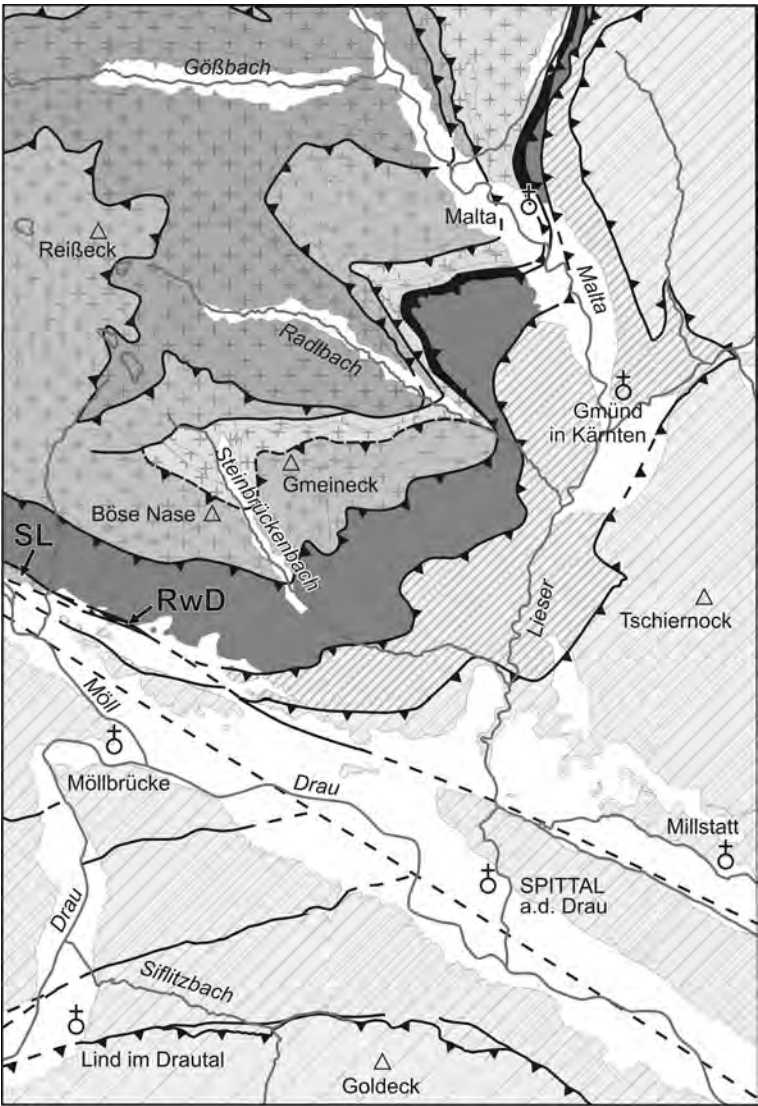 Gößbach
Malta
Reißeck
Malta
Radlbach
Gmünd
in Kärnten
Steinbrückenbach
Gmeineck
Böse Nase
SL
RwD
Lieser
Tschiernock
Möll
Möllbrücke
Drau
Millstatt
SPITTAL
a.d. Drau
Drau
Siflitzbach
Lind im Drautal
Goldeck